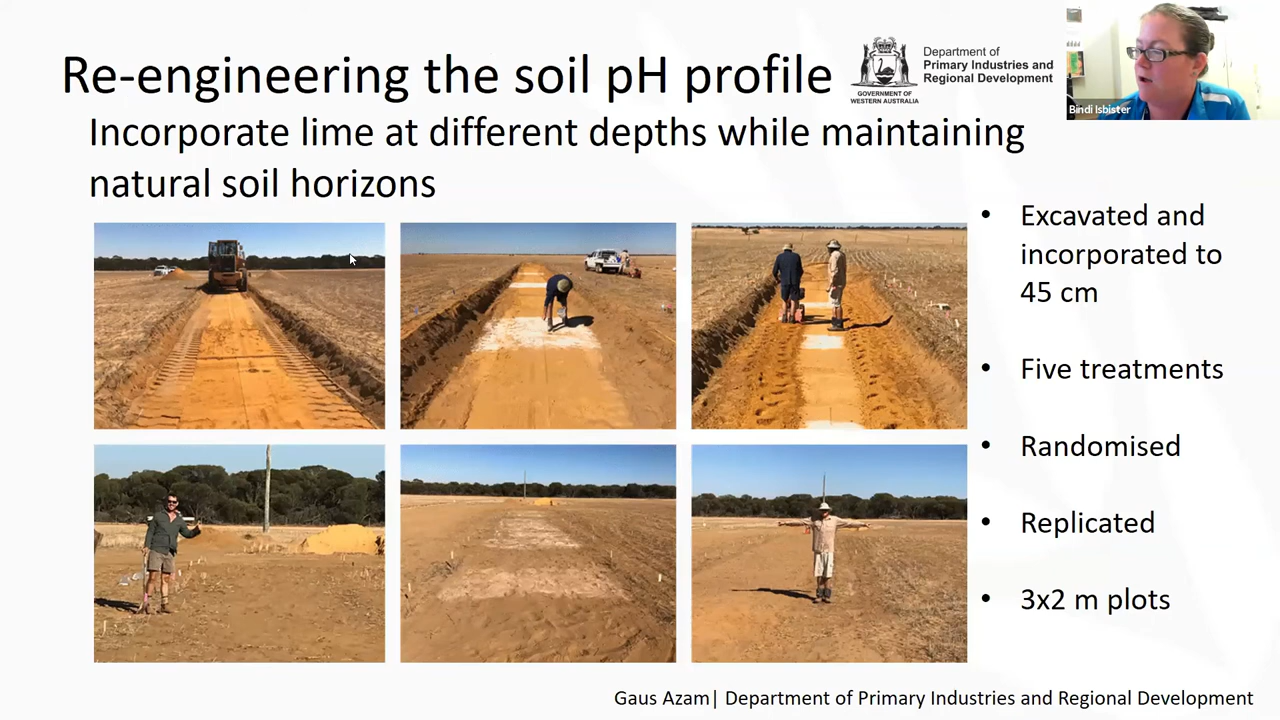 Re-engineering the soil pH profile
Incorporate lime at different depths while maintaining
natural soil horizons
GOVERNMENT OF
WESTERN AUSTRALIA
Department of
Primary Industries and
Regional Development
Bindi Isbister
• Excavated and
incorporated to
45 cm
• Five treatments
• Randomised
• Replicated
• 3x2 m plots
Gaus Azam| Department of Primary Industries and Regional Development